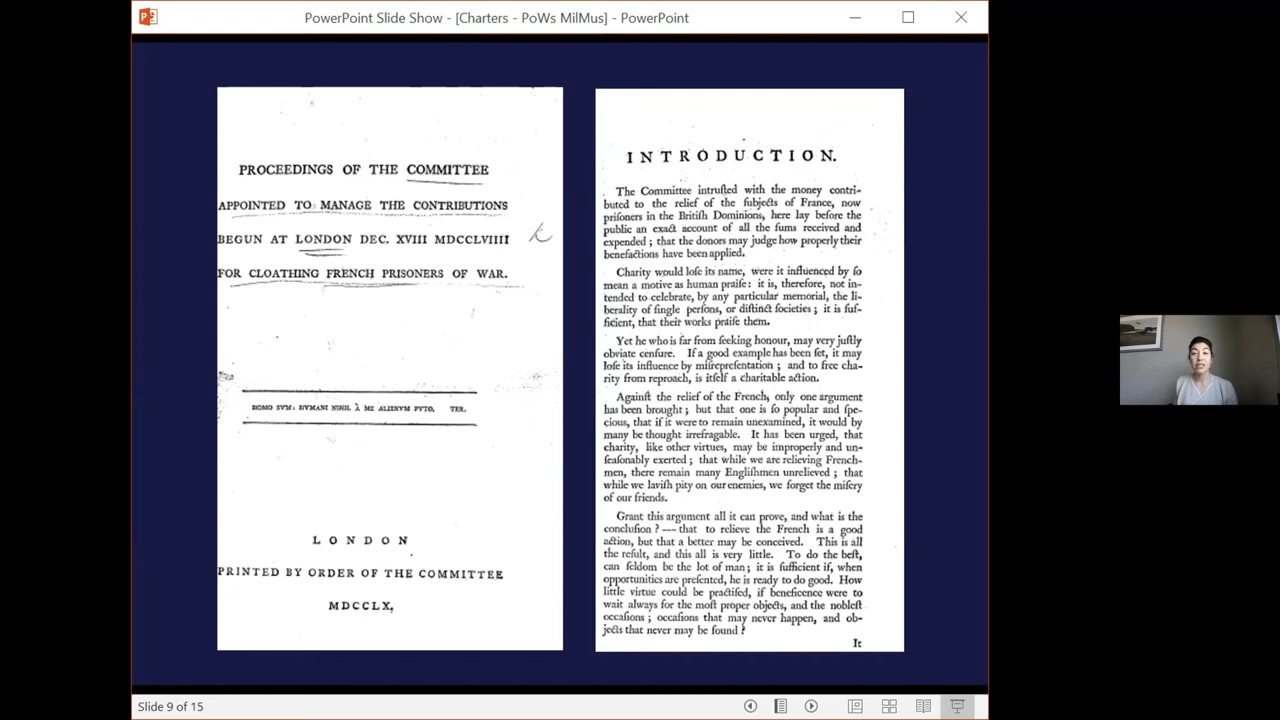 PowerPoint Slide Show - [Charters - PoWs MilMus] - PowerPoint
PROCEEDINGS OF THE COMMITTEE
APPOINTED TO MANAGE THE CONTRIBUTIONS
BEGUN AT LONDON DEC. XVIII MDCCLVIIII
FOR CLOATHING FRENCH PRISONERS OF WAR.
HOMO SVM: HVMANI NIHIL À ME ALIENVM PVTO, TER.
LONDON
PRINTED BY ORDER OF THE COMMITTEE
MDCCLX.
INTRODUCTION.
The Committee intruſted with the money contri-
buted to the relief of the ſubjects of France, now
priſoners in the Britiſh Dominions, here lay before the
public an exact account of all the ſums received and
expended; that the donors may judge how properly their
benefactions have been applied.
Charity would loſe its name, were it influenced by ſo
mean a motive as human praiſe: it is, therefore, not in-
tended to celebrate, by any particular memorial, the li-
berality of ſingle perſons, or diſtinct ſocieties; it is ſuf-
ficient, that their works praiſe them.
Yet he who is far from ſeeking honour, may very juſtly
obviate cenſure. If a good example has been ſet, it may
loſe its influence by miſrepreſentation; and to free cha-
rity from reproach, is itſelf a charitable action.
Againſt the relief of the French, only one argument
has been brought; but that one is ſo popular and ſpe-
cious, that if it were to remain unexamined, it would by
many be thought irrefragable. It has been urged, that
charity, like other virtues, may be improperly and un-
ſeaſonably exerted; that while we are relieving French-
men, there remain many Engliſhmen unrelieved; that
while we laviſh pity on our enemies, we forget the miſery
of our friends.
Grant this argument all it can prove, and what is the
concluſion? — that to relieve the French is a good
action, but that a better may be conceived. This is all
the reſult, and this all is very little. To do the beſt,
can ſeldom be the lot of man; it is ſufficient if, when
opportunities are preſented, he is ready to do good. How
little virtue could be practiſed, if beneficence were to
wait always for the moſt proper objects, and the nobleſt
occaſions; occaſions that may never happen, and ob-
jects that never may be found?
It
Slide 9 of 15